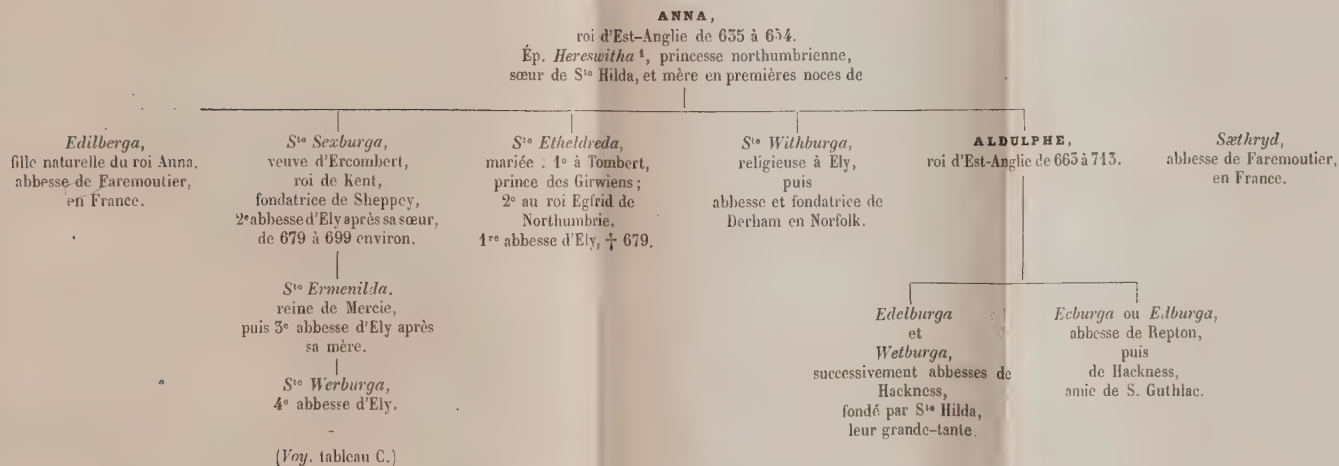 ANNA,
roi d'Est-Anglie de 635 à 654.
Ép. Hereswitha ¹, princesse northumbrienne,
sœur de Sᵗᵉ Hilda, et mère en premières noces de
Edilberga,
fille naturelle du roi Anna.
abbesse de Faremoutier,
en France.
Sᵗᵉ Sexburga,
veuve d'Ercombert,
roi de Kent,
fondatrice de Sheppey,
2ᵉ abbesse d'Ely après sa sœur,
de 679 à 699 environ.
Sᵗᵉ Etheldreda,
mariée : 1° à Tombert,
prince des Girwiens ;
2° au roi Egfrid de
Northumbrie.
1ʳᵉ abbesse d'Ely, † 679.
Sᵗᵉ Withburga,
religieuse à Ely,
puis
abbesse et fondatrice de
Derham en Norfolk.
ALDULPHE,
roi d'Est-Anglie de 663 à 713.
Sæthryd,
abbesse de Faremoutier,
en France.
Sᵗᵉ Ermenilda.
reine de Mercie,
puis 3ᵉ abbesse d'Ely après
sa mère.
Sᵗᵉ Werburga,
4ᵉ abbesse d'Ely.
(Voy. tableau C.)
Edelburga
et
Wetburga,
successivement abbesses de
Hackness,
fondé par Sᵗᵉ Hilda,
leur grande-tante.
Ecburga ou Edburga,
abbesse de Repton,
puis
de Hackness,
amie de S. Guthlac.